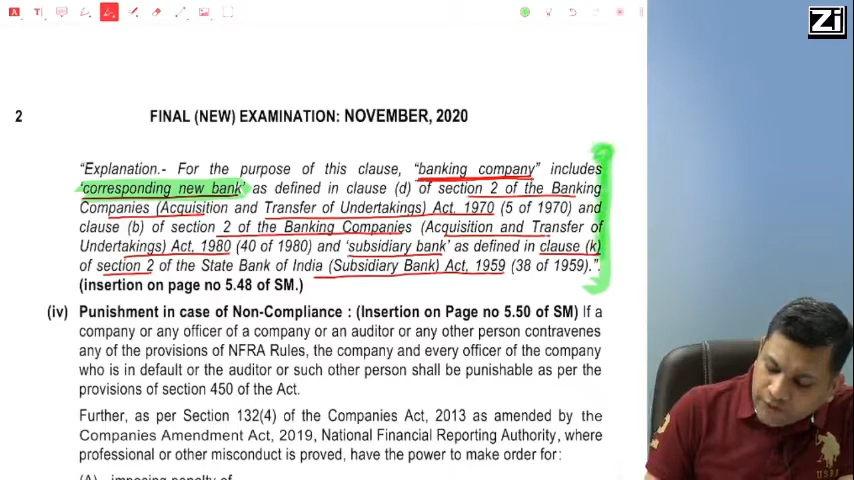 Zi
2 FINAL (NEW) EXAMINATION: NOVEMBER, 2020
“Explanation.- For the purpose of this clause, “banking company” includes
‘corresponding new bank’ as defined in clause (d) of section 2 of the Banking
Companies (Acquisition and Transfer of Undertakings) Act, 1970 (5 of 1970) and
clause (b) of section 2 of the Banking Companies (Acquisition and Transfer of
Undertakings) Act, 1980 (40 of 1980) and ‘subsidiary bank’ as defined in clause (k)
of section 2 of the State Bank of India (Subsidiary Bank) Act, 1959 (38 of 1959).”.
(insertion on page no 5.48 of SM.)
(iv) Punishment in case of Non-Compliance : (Insertion on Page no 5.50 of SM) If a
company or any officer of a company or an auditor or any other person contravenes
any of the provisions of NFRA Rules, the company and every officer of the company
who is in default or the auditor or such other person shall be punishable as per the
provisions of section 450 of the Act.
Further, as per Section 132(4) of the Companies Act, 2013 as amended by the
Companies Amendment Act, 2019, National Financial Reporting Authority, where
professional or other misconduct is proved, have the power to make order for:
(A) imposing penalty of